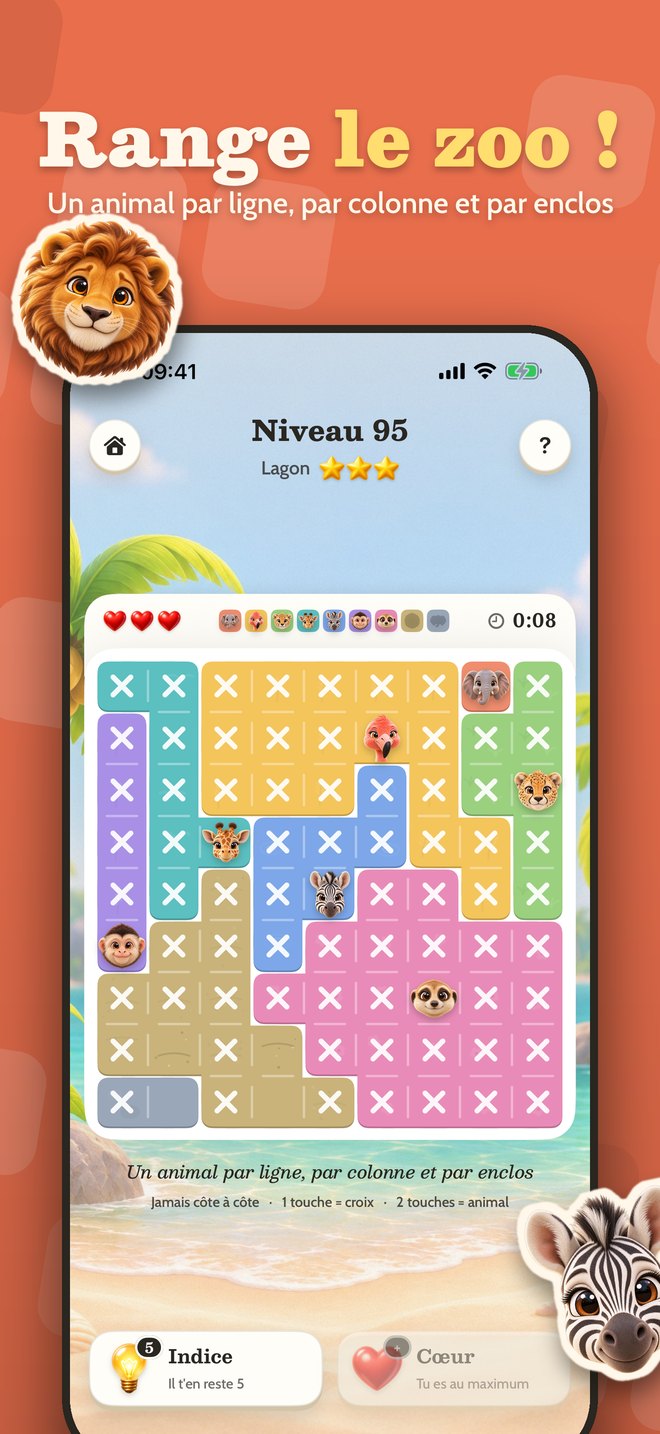 Range le zoo !
Un animal par ligne, par colonne et par enclos
09:41
Niveau 95
?
Lagon
0:08
Un animal par ligne, par colonne et par enclos
Jamais côte à côte · 1 touche = croix · 2 touches = animal
5
Indice
Il t'en reste 5
+
Cœur
Tu es au maximum